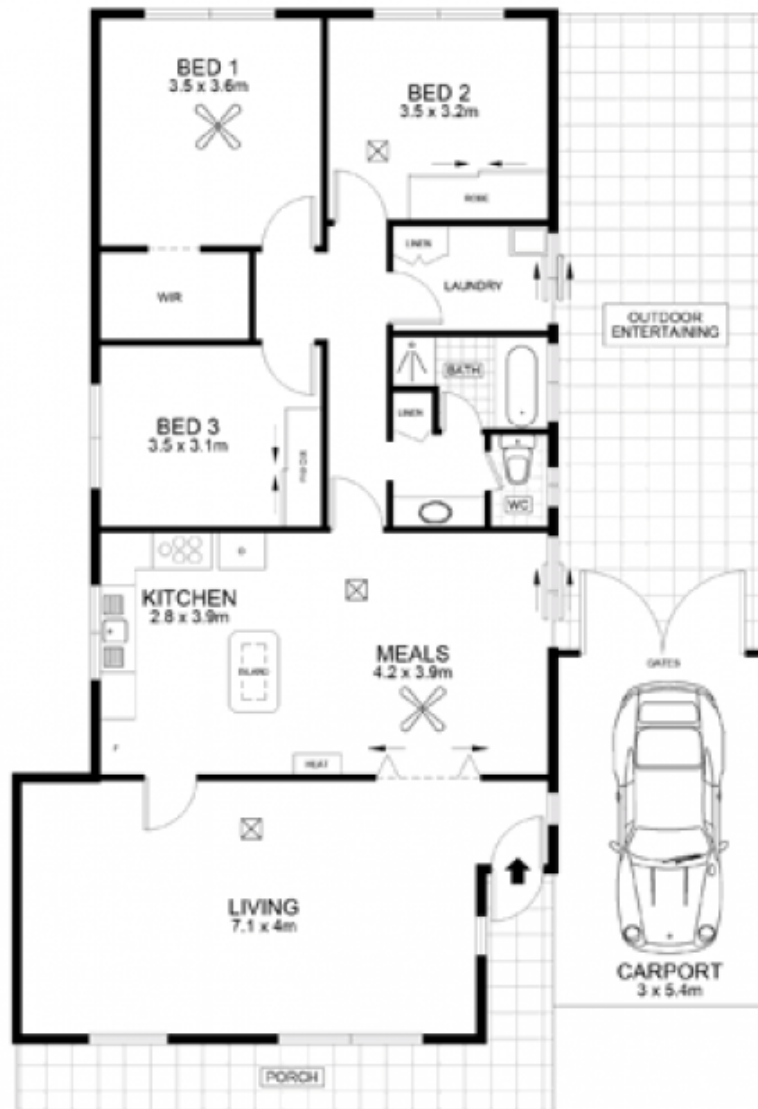 BED 1
3.5 x 3.6m
BED 2
3.5 x 3.2m
ROBE
WIR
LINEN
LAUNDRY
OUTDOOR
ENTERTAINING
BED 3
3.5 x 3.1m
BATH
LINEN
WC
KITCHEN
2.8 x 3.9m
ISLAND
MEALS
4.2 x 3.9m
GATES
F
HEAT
LIVING
7.1 x 4m
CARPORT
3 x 5.4m
PORCH